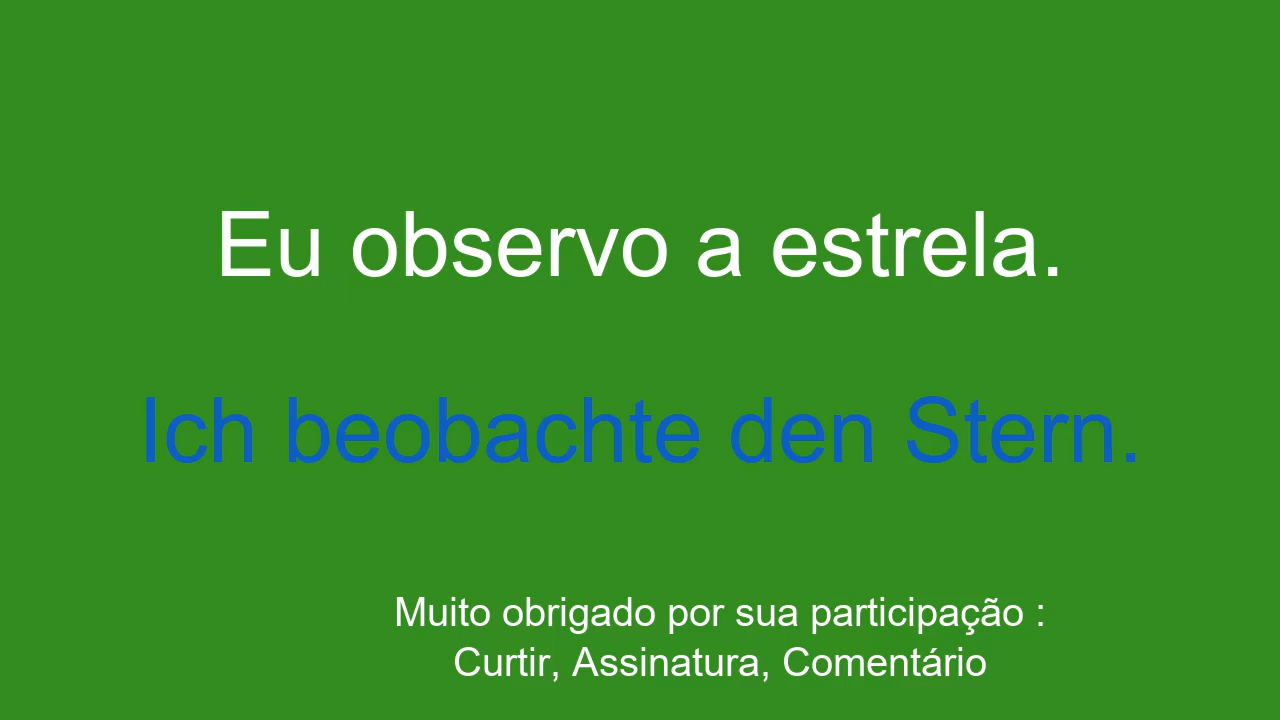 Eu observo a estrela.
Ich beobachte den Stern.
Muito obrigado por sua participação :
Curtir, Assinatura, Comentário